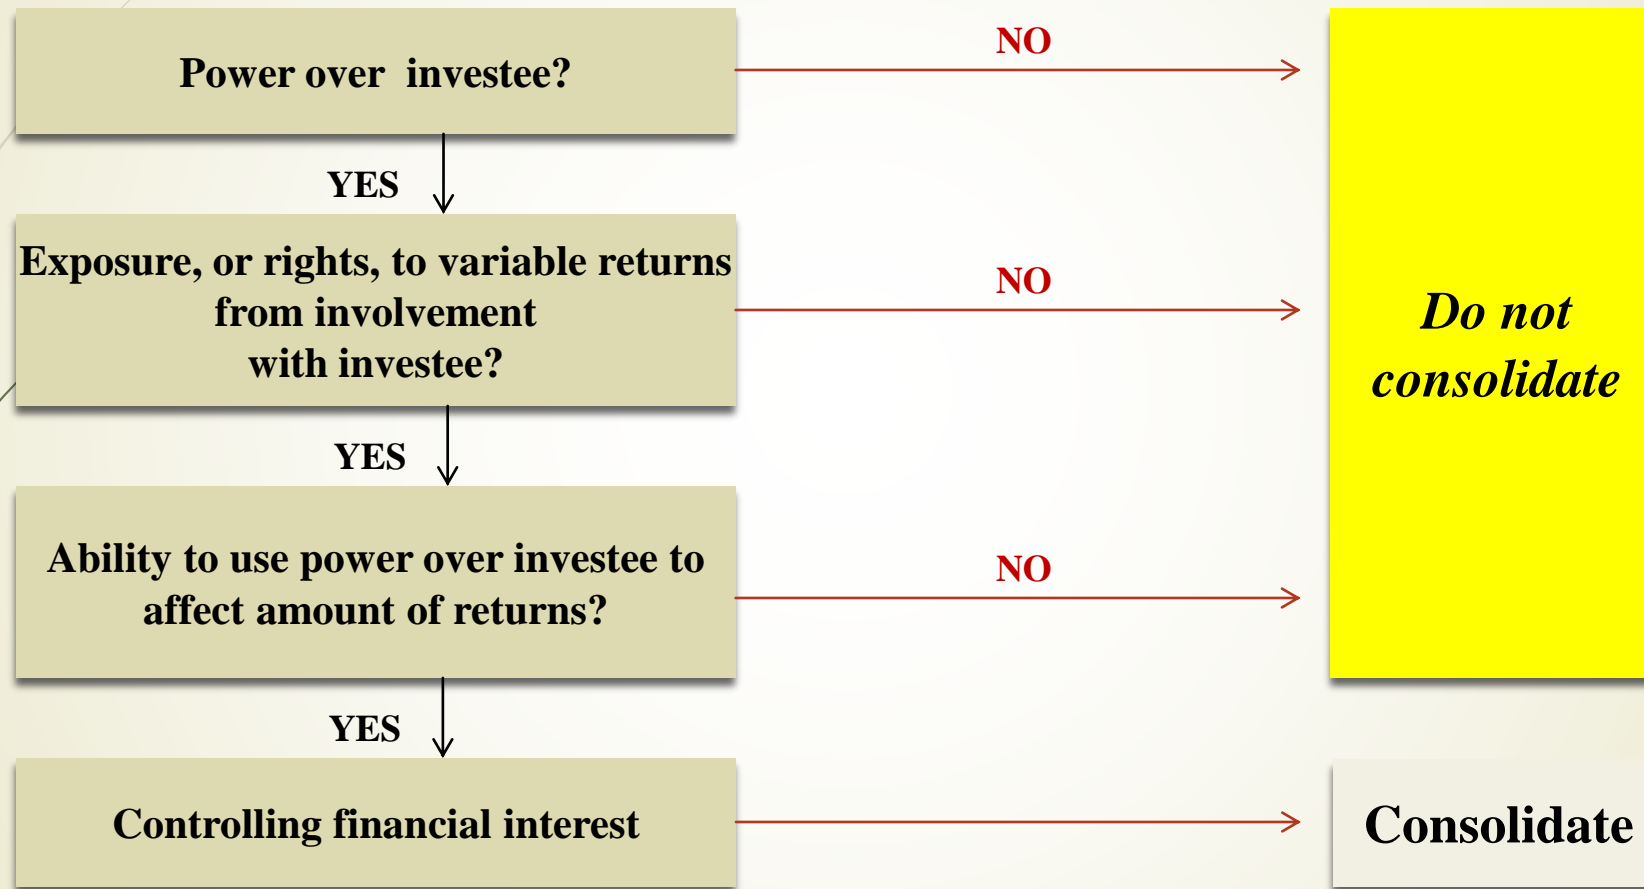 Power over investee?
NO
YES
Exposure, or rights, to variable returns
from involvement
with investee?
NO
Do not
consolidate
YES
Ability to use power over investee to
affect amount of returns?
NO
YES
Controlling financial interest
Consolidate